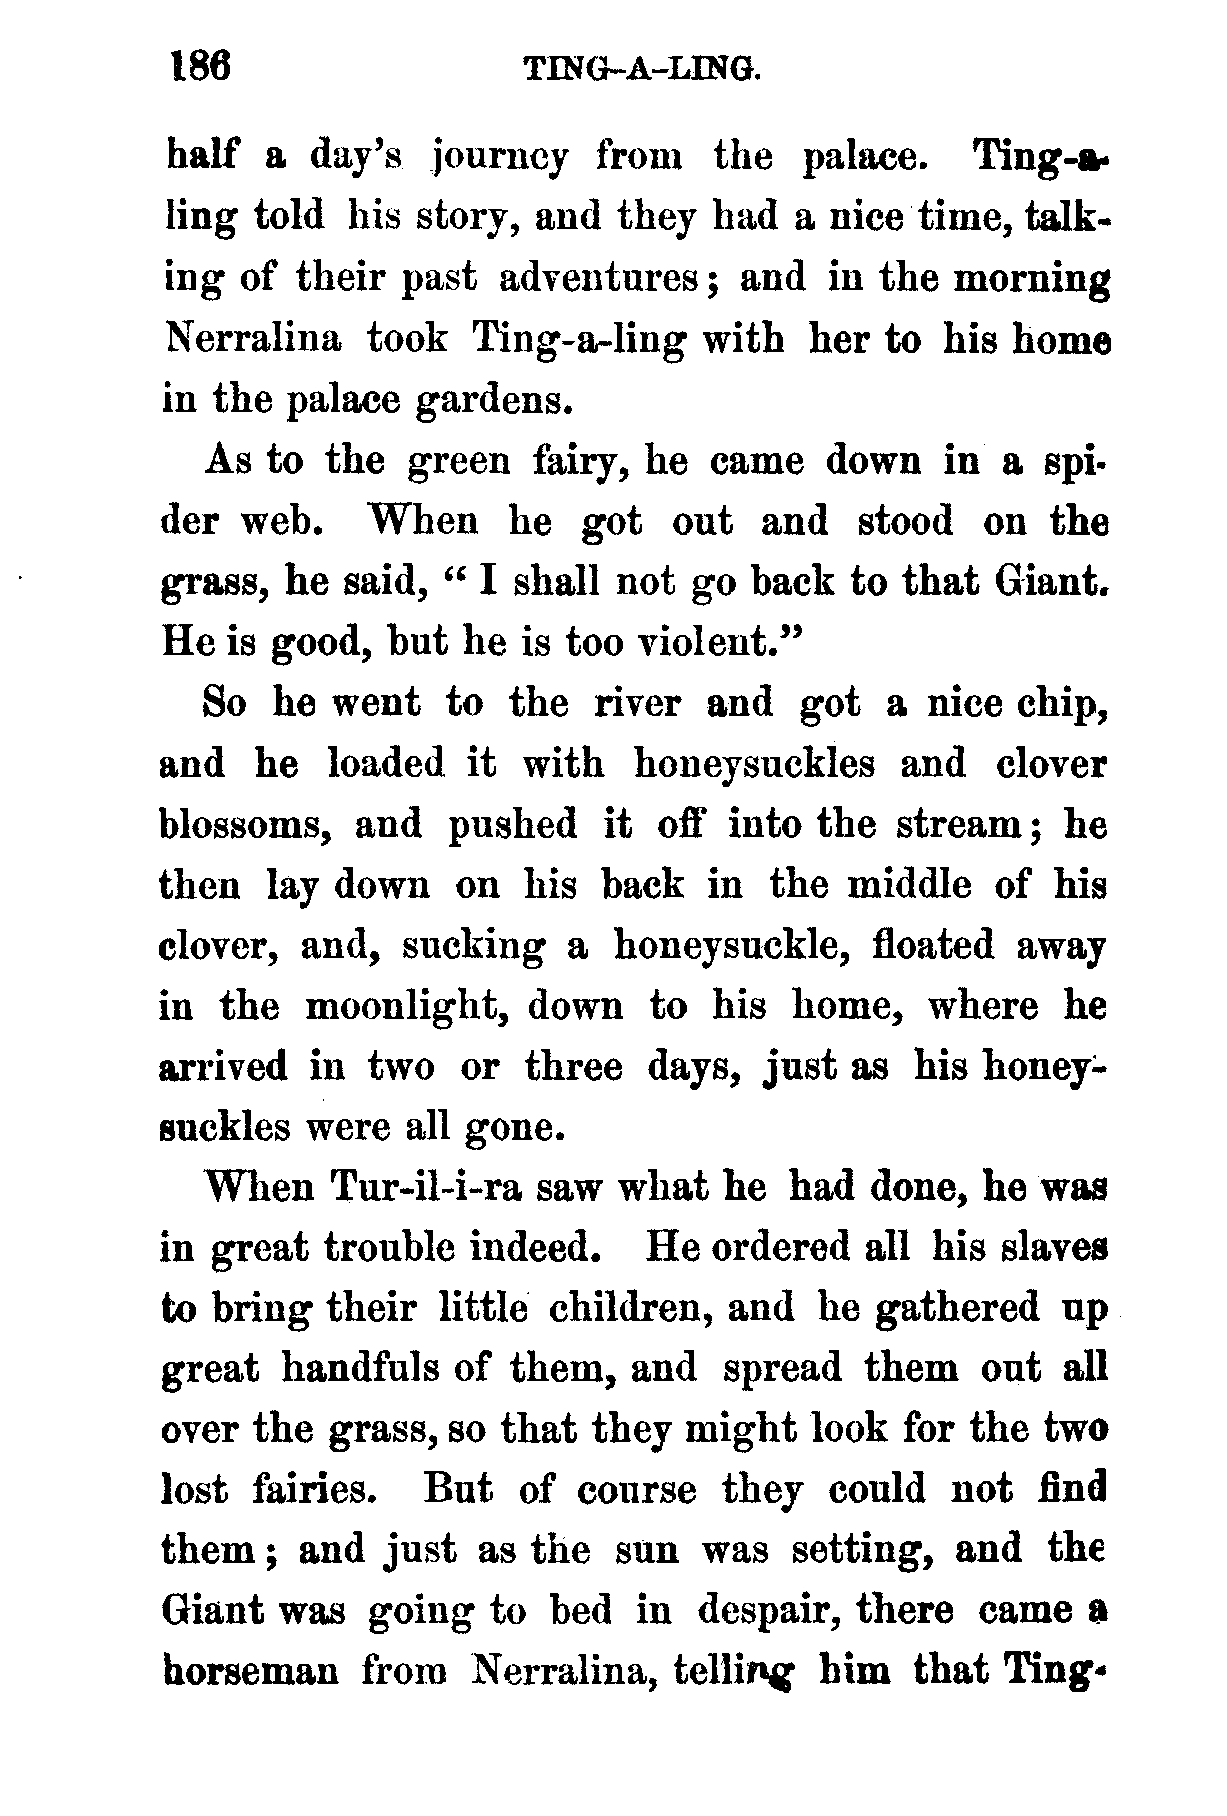 186 TING-A-LING.
half a day's journey from the palace. Ting-a-
ling told his story, and they had a nice time, talk-
ing of their past adventures; and in the morning
Nerralina took Ting-a-ling with her to his home
in the palace gardens.
As to the green fairy, he came down in a spi-
der web. When he got out and stood on the
grass, he said, “ I shall not go back to that Giant.
He is good, but he is too violent.”
So he went to the river and got a nice chip,
and he loaded it with honeysuckles and clover
blossoms, and pushed it off into the stream; he
then lay down on his back in the middle of his
clover, and, sucking a honeysuckle, floated away
in the moonlight, down to his home, where he
arrived in two or three days, just as his honey-
suckles were all gone.
When Tur-il-i-ra saw what he had done, he was
in great trouble indeed. He ordered all his slaves
to bring their little children, and he gathered up
great handfuls of them, and spread them out all
over the grass, so that they might look for the two
lost fairies. But of course they could not find
them; and just as the sun was setting, and the
Giant was going to bed in despair, there came a
horseman from Nerralina, telling him that Ting-